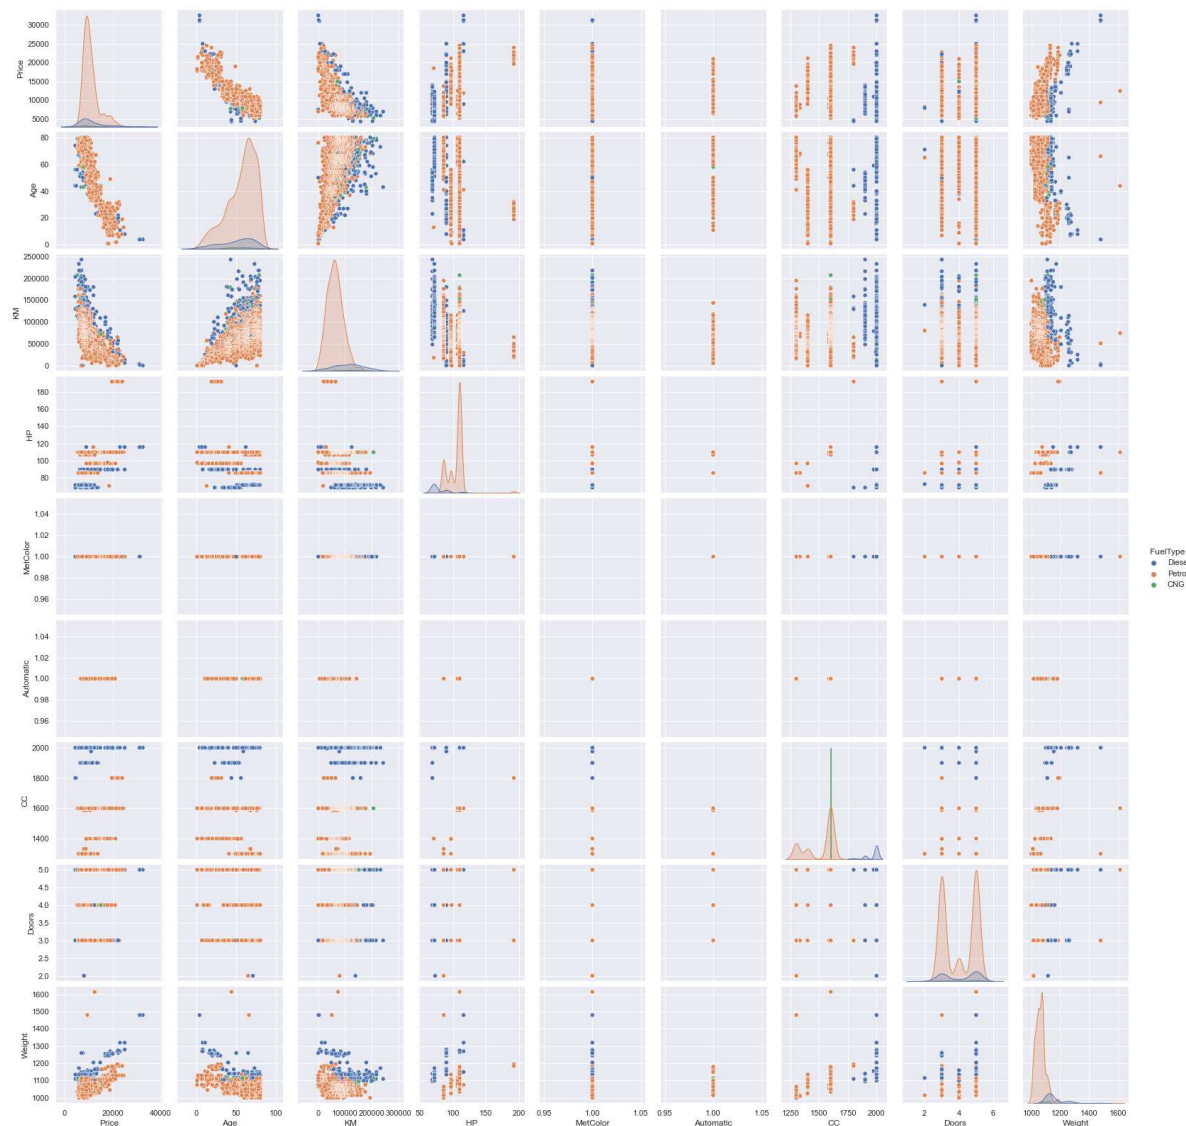 30000
25000
20000
15000
10000
5000
Price
80
60
40
20
0
Age
250000
200000
150000
100000
50000
0
KM
180
160
140
120
100
80
HP
1.04
1.02
1.00
0.98
0.96
MetColor
1.04
1.02
1.00
0.98
0.96
Automatic
2000
1800
1600
1400
CC
5.0
4.5
4.0
3.5
3.0
2.5
2.0
Doors
1600
1500
1400
1300
1200
1100
1000
Weight
0 20000 40000
Price
0 50 100
Age
0 100000 200000 300000
KM
50 100 150 200
HP
0.95 1.00 1.05
MetColor
0.95 1.00 1.05
Automatic
1250 1500 1750 2000
CC
2 4 6
Doors
1000 1200 1400 1600
Weight
FuelType
Diese
Petro
CNG